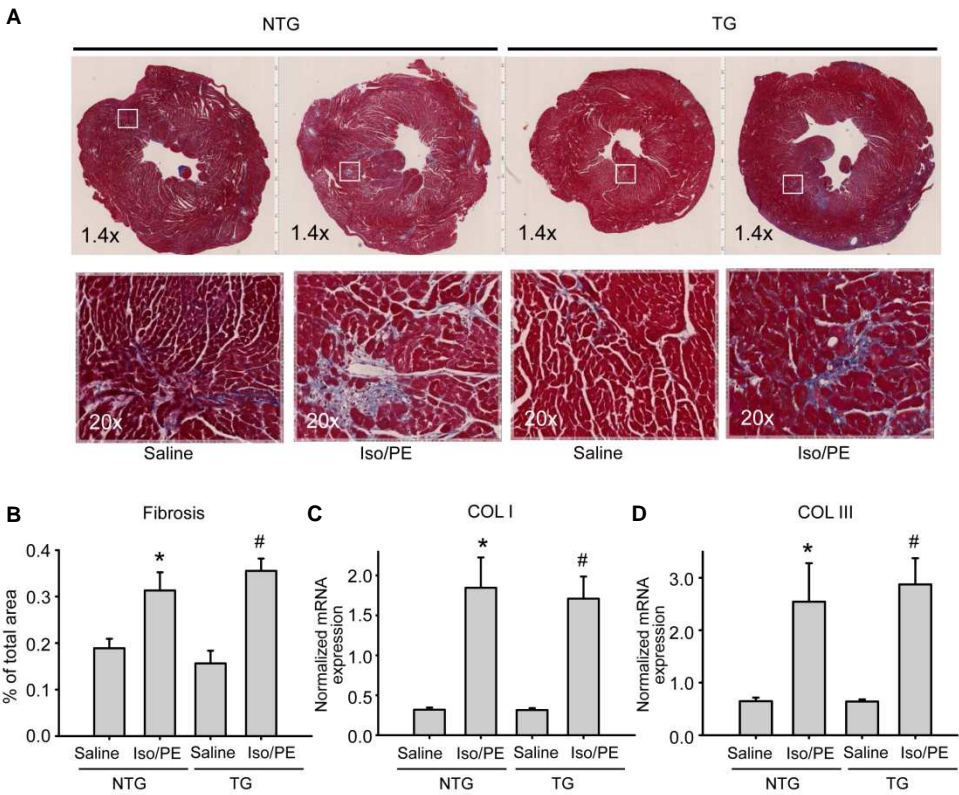 A
NTG TG
1.4x 1.4x 1.4x 1.4x
20x 20x 20x 20x
Saline Iso/PE Saline Iso/PE
B Fibrosis
% of total area
0.4
0.3
0.2
0.1
0.0
*
#
Saline Iso/PE Saline Iso/PE
NTG TG
C COL I
Normalized mRNA
expression
2.0
1.5
1.0
0.5
0.0
*
#
Saline Iso/PE Saline Iso/PE
NTG TG
D COL III
Normalized mRNA
expression
3.0
2.0
1.0
0.0
*
#
Saline Iso/PE Saline Iso/PE
NTG TG